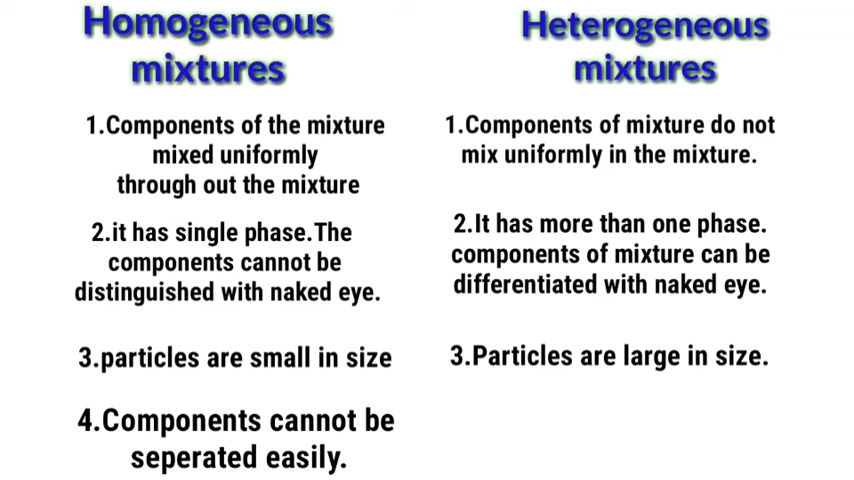 Homogeneous
mixtures
1.Components of the mixture
mixed uniformly
through out the mixture
2.it has single phase.The
components cannot be
distinguished with naked eye.
3.particles are small in size
4.Components cannot be
seperated easily.
Heterogeneous
mixtures
1.Components of mixture do not
mix uniformly in the mixture.
2.It has more than one phase.
components of mixture can be
differentiated with naked eye.
3.Particles are large in size.